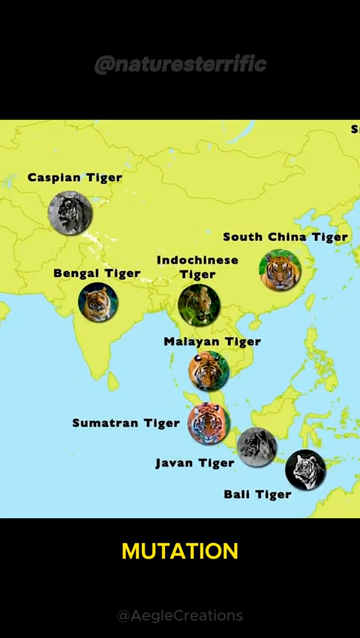 @naturesterrific
S
Caspian Tiger
South China Tiger
Indochinese
Tiger
Bengal Tiger
Malayan Tiger
Sumatran Tiger
Javan Tiger
Bali Tiger
MUTATION
@AegleCreations